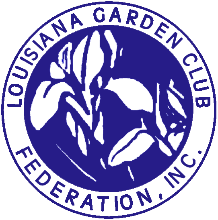 LOUISIANA GARDEN CLUB
FEDERATION, INC.